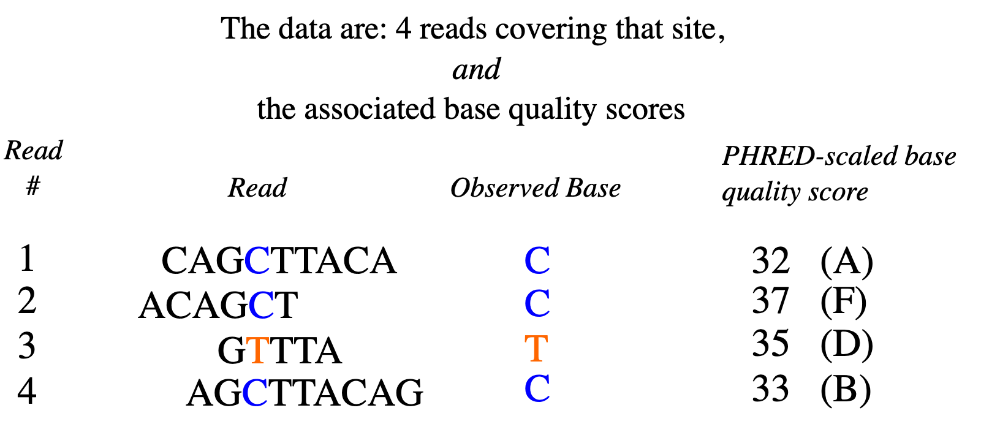 The data are: 4 reads covering that site,
and
the associated base quality scores
Read
#
Read
Observed Base
PHRED-scaled base
quality score
1 CAGCTTACA C 32 (A)
2 ACAGCT C 37 (F)
3 GTTTA T 35 (D)
4 AGCTTACAG C 33 (B)